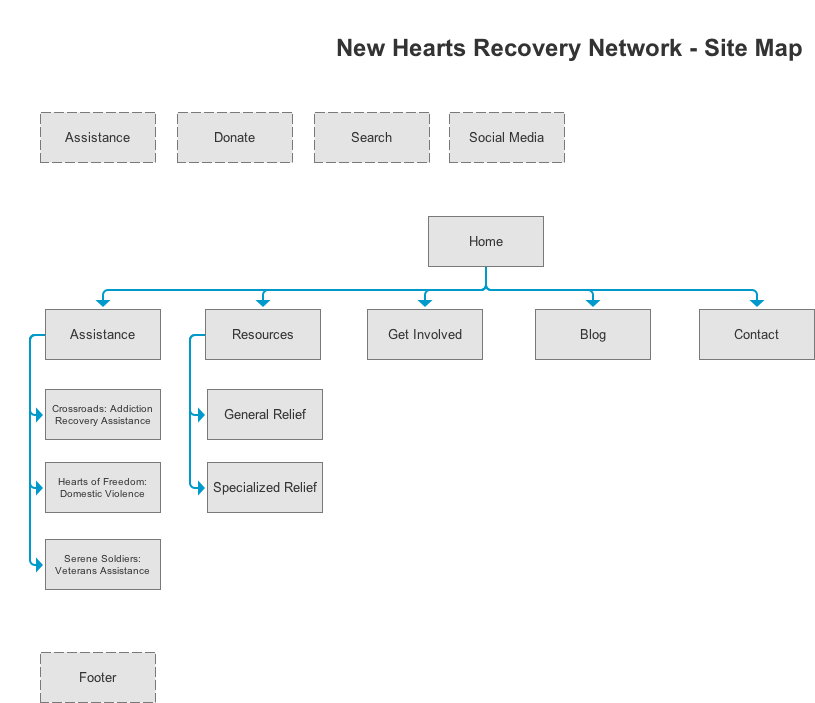 New Hearts Recovery Network - Site Map
Assistance
Donate
Search
Social Media
Home
Assistance
Resources
Get Involved
Blog
Contact
Crossroads: Addiction
Recovery Assistance
General Relief
Hearts of Freedom:
Domestic Violence
Specialized Relief
Serene Soldiers:
Veterans Assistance
Footer